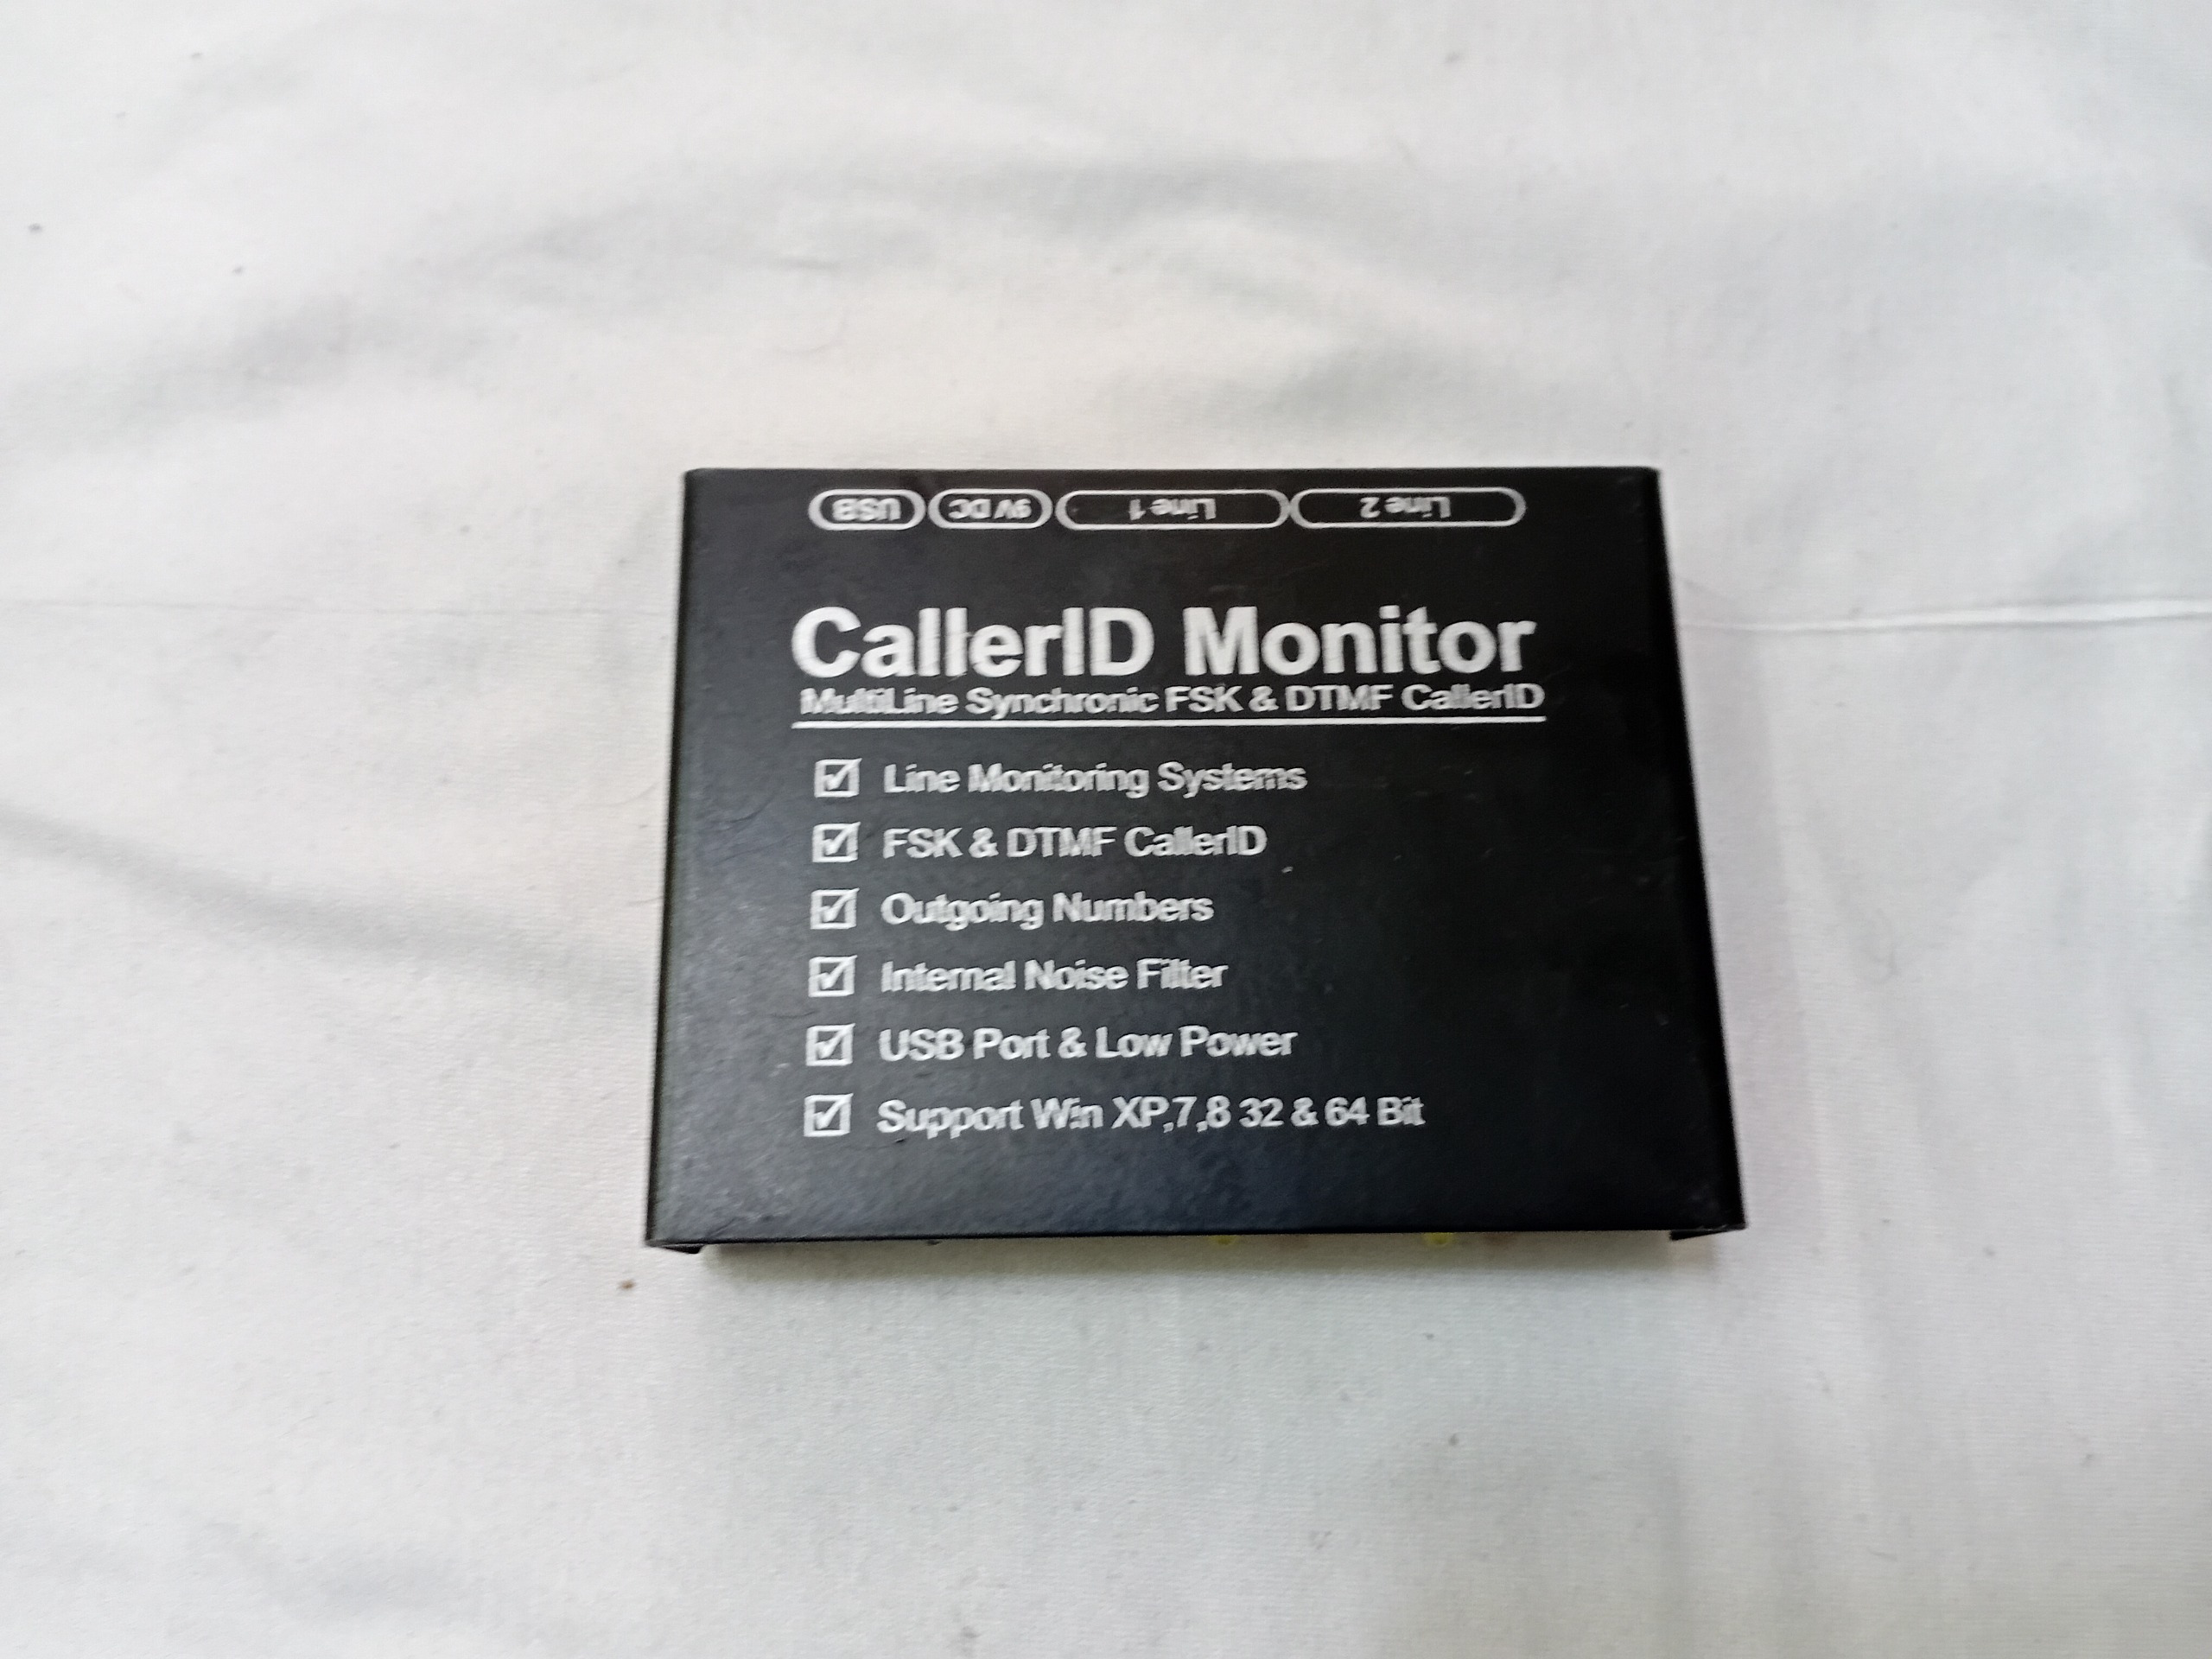 USB 9V DC Line 1 Line 2
CallerID Monitor
MultiLine Synchronic FSK & DTMF CallerID
Line Monitoring Systems
FSK & DTMF CallerID
Outgoing Numbers
Internal Noise Filter
USB Port & Low Power
Support Win XP,7,8 32 & 64 Bit